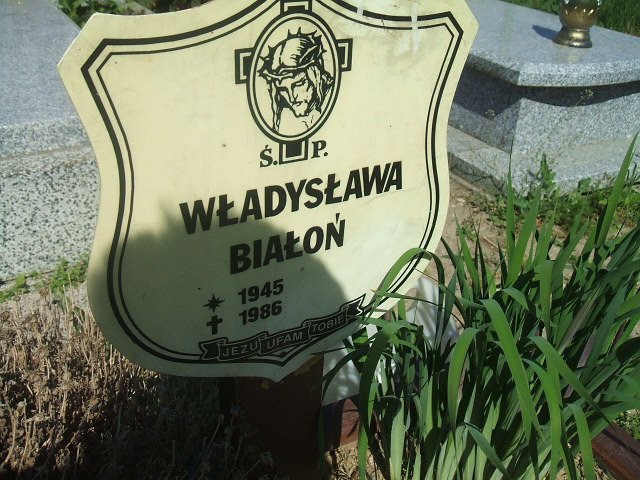 Ś. P.
WŁADYSŁAWA
BIAŁOŃ
1945
1986
JEZU UFAM TOBIE